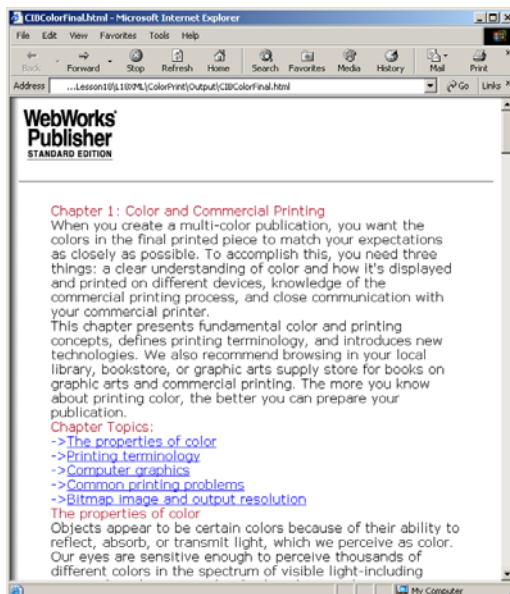 CIBColorFinal.html - Microsoft Internet Explorer
File Edit View Favorites Tools Help
Back Forward Stop Refresh Home Search Favorites Media History Mail Print
Address ...Lesson18\L18XML\ColorPrint\Output\CIBColorFinal.html Go Links »
WebWorks
Publisher
STANDARD EDITION
Chapter 1: Color and Commercial Printing
When you create a multi-color publication, you want the
colors in the final printed piece to match your expectations
as closely as possible. To accomplish this, you need three
things: a clear understanding of color and how it's displayed
and printed on different devices, knowledge of the
commercial printing process, and close communication with
your commercial printer.
This chapter presents fundamental color and printing
concepts, defines printing terminology, and introduces new
technologies. We also recommend browsing in your local
library, bookstore, or graphic arts supply store for books on
graphic arts and commercial printing. The more you know
about printing color, the better you can prepare your
publication.
Chapter Topics:
->The properties of color
->Printing terminology
->Computer graphics
->Common printing problems
->Bitmap image and output resolution
The properties of color
Objects appear to be certain colors because of their ability to
reflect, absorb, or transmit light, which we perceive as color.
Our eyes are sensitive enough to perceive thousands of
different colors in the spectrum of visible light-including
My Computer